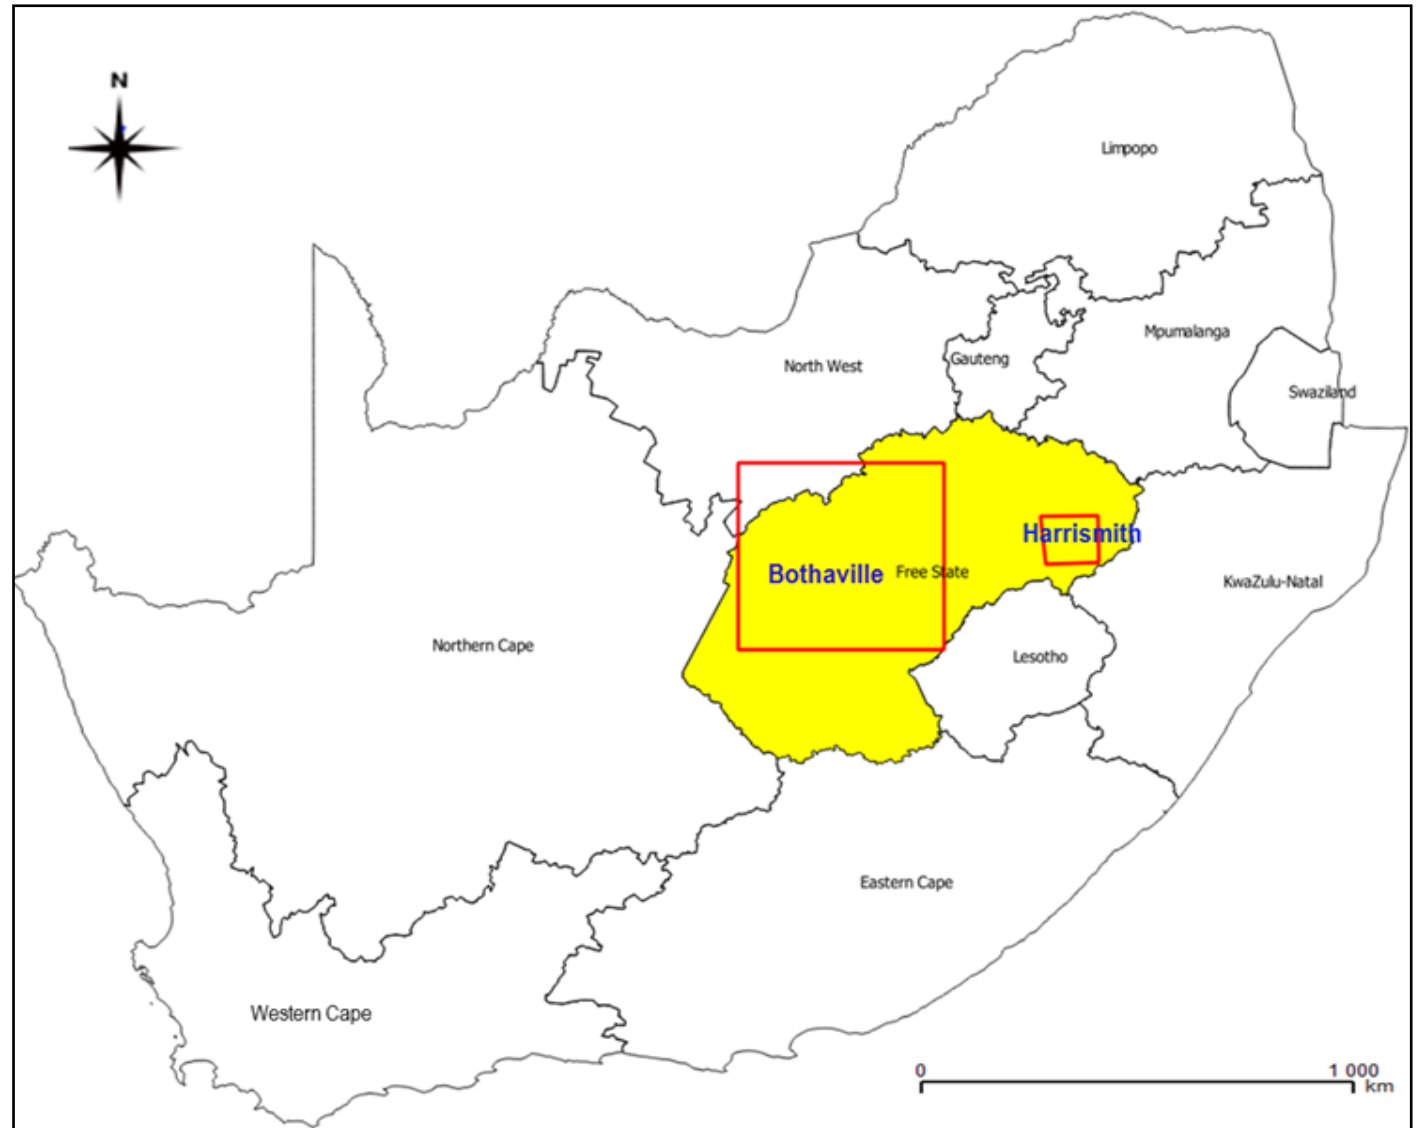 N
Limpopo
Mpumalanga
North West
Gauteng
Swaziland
Harrismith
Bothaville
Free State
KwaZulu-Natal
Northern Cape
Lesotho
Eastern Cape
Western Cape
0 1 000
km